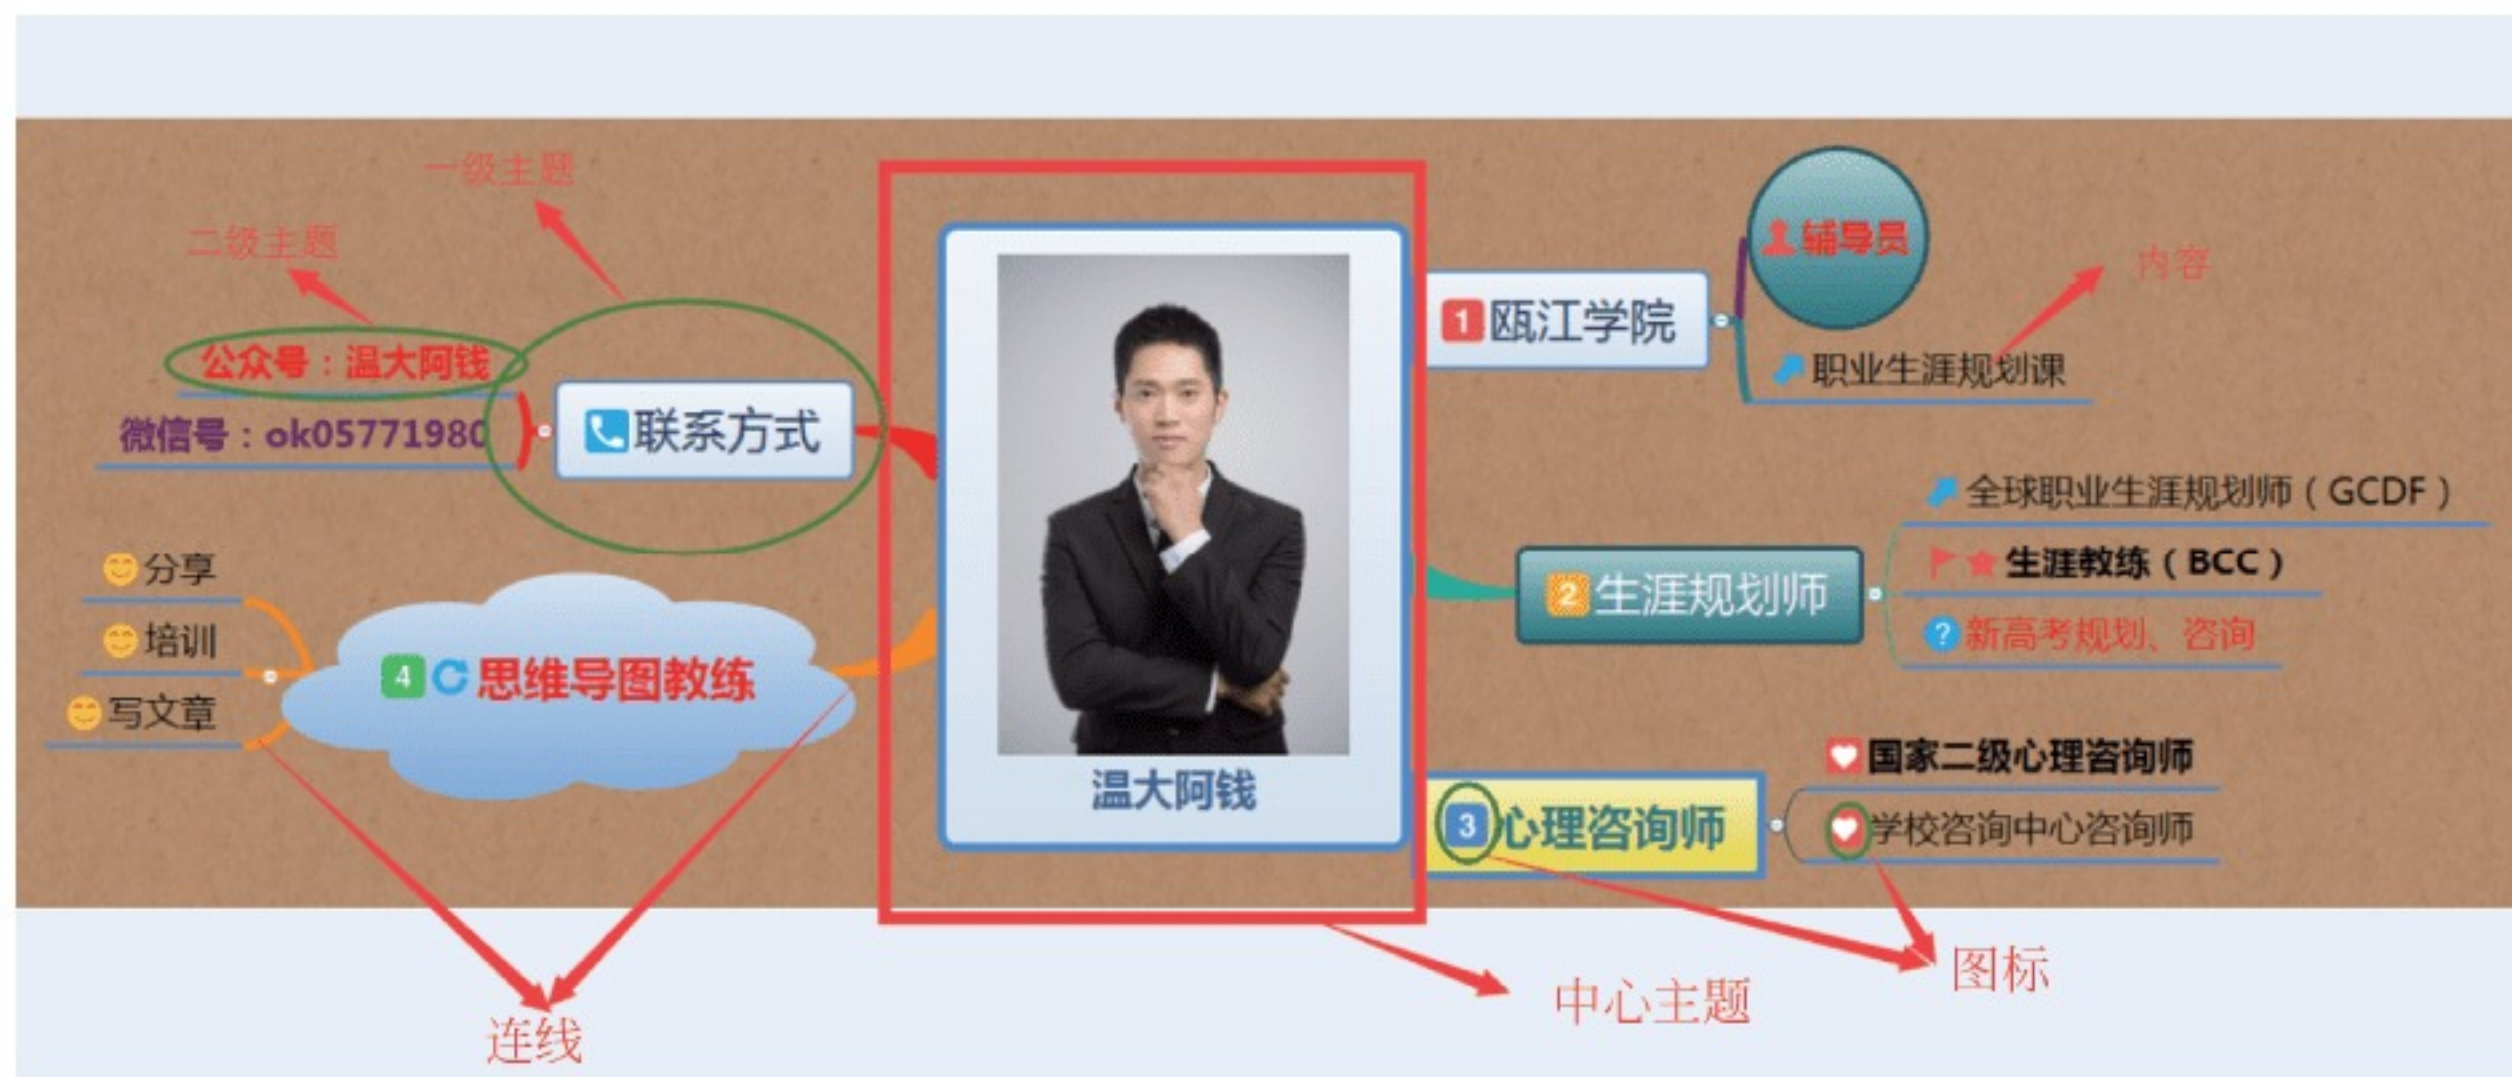 一级主题
二级主题
公众号：温大阿钱
微信号：ok05771980
联系方式
分享
培训
写文章
4
思维导图教练
连线
温大阿钱
中心主题
1
瓯江学院
辅导员
职业生涯规划课
内容
2
生涯规划师
全球职业生涯规划师（GCDF）
生涯教练（BCC）
?
新高考规划、咨询
3
心理咨询师
国家二级心理咨询师
学校咨询中心咨询师
图标